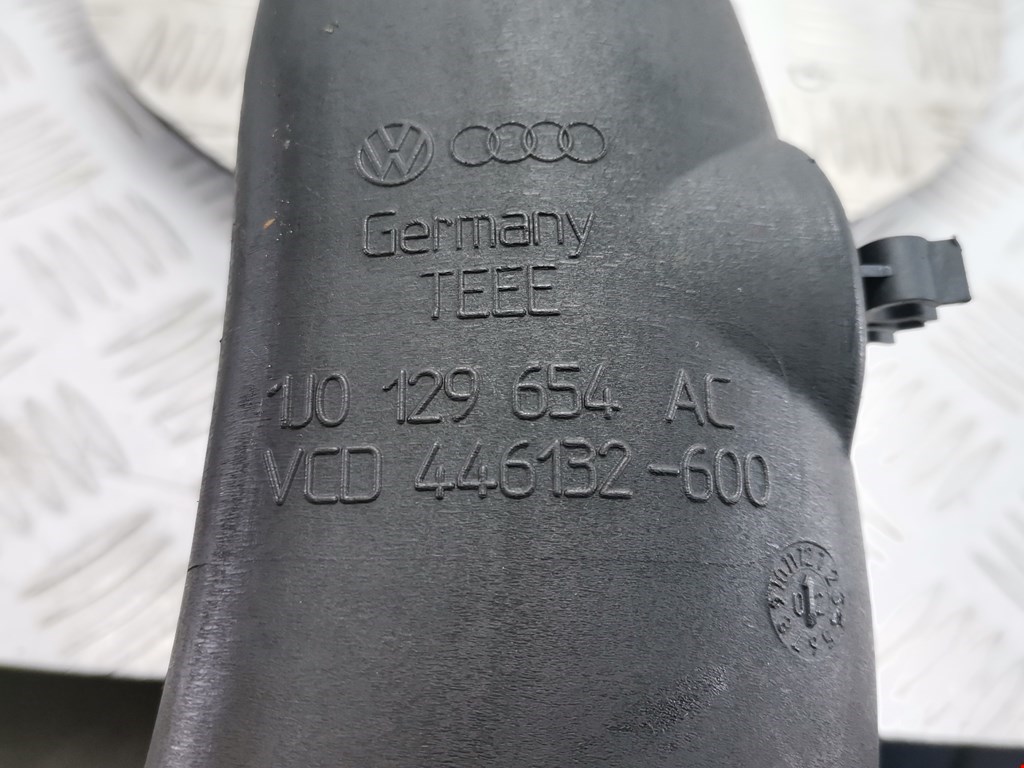 Germany
TEEE
1J0 129 654 AC
VCD 446132-600